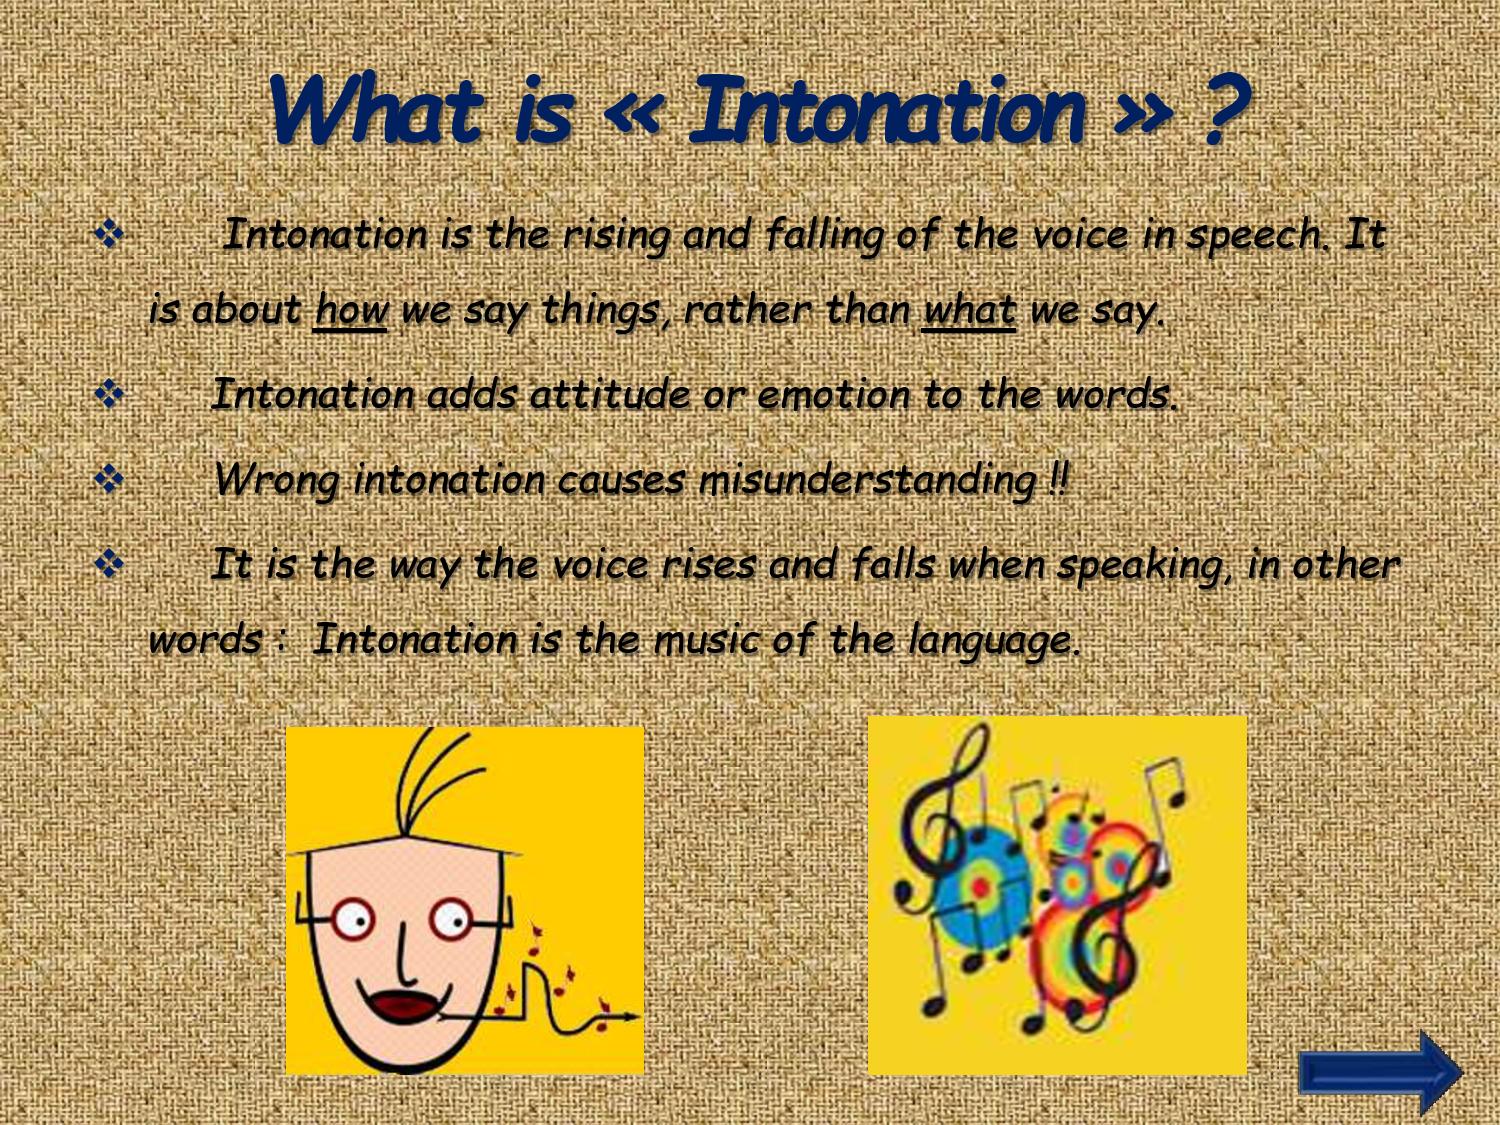 What is « Intonation » ?
❖ Intonation is the rising and falling of the voice in speech. It
is about how we say things, rather than what we say.
❖ Intonation adds attitude or emotion to the words.
❖ Wrong intonation causes misunderstanding !!
❖ It is the way the voice rises and falls when speaking, in other
words : Intonation is the music of the language.